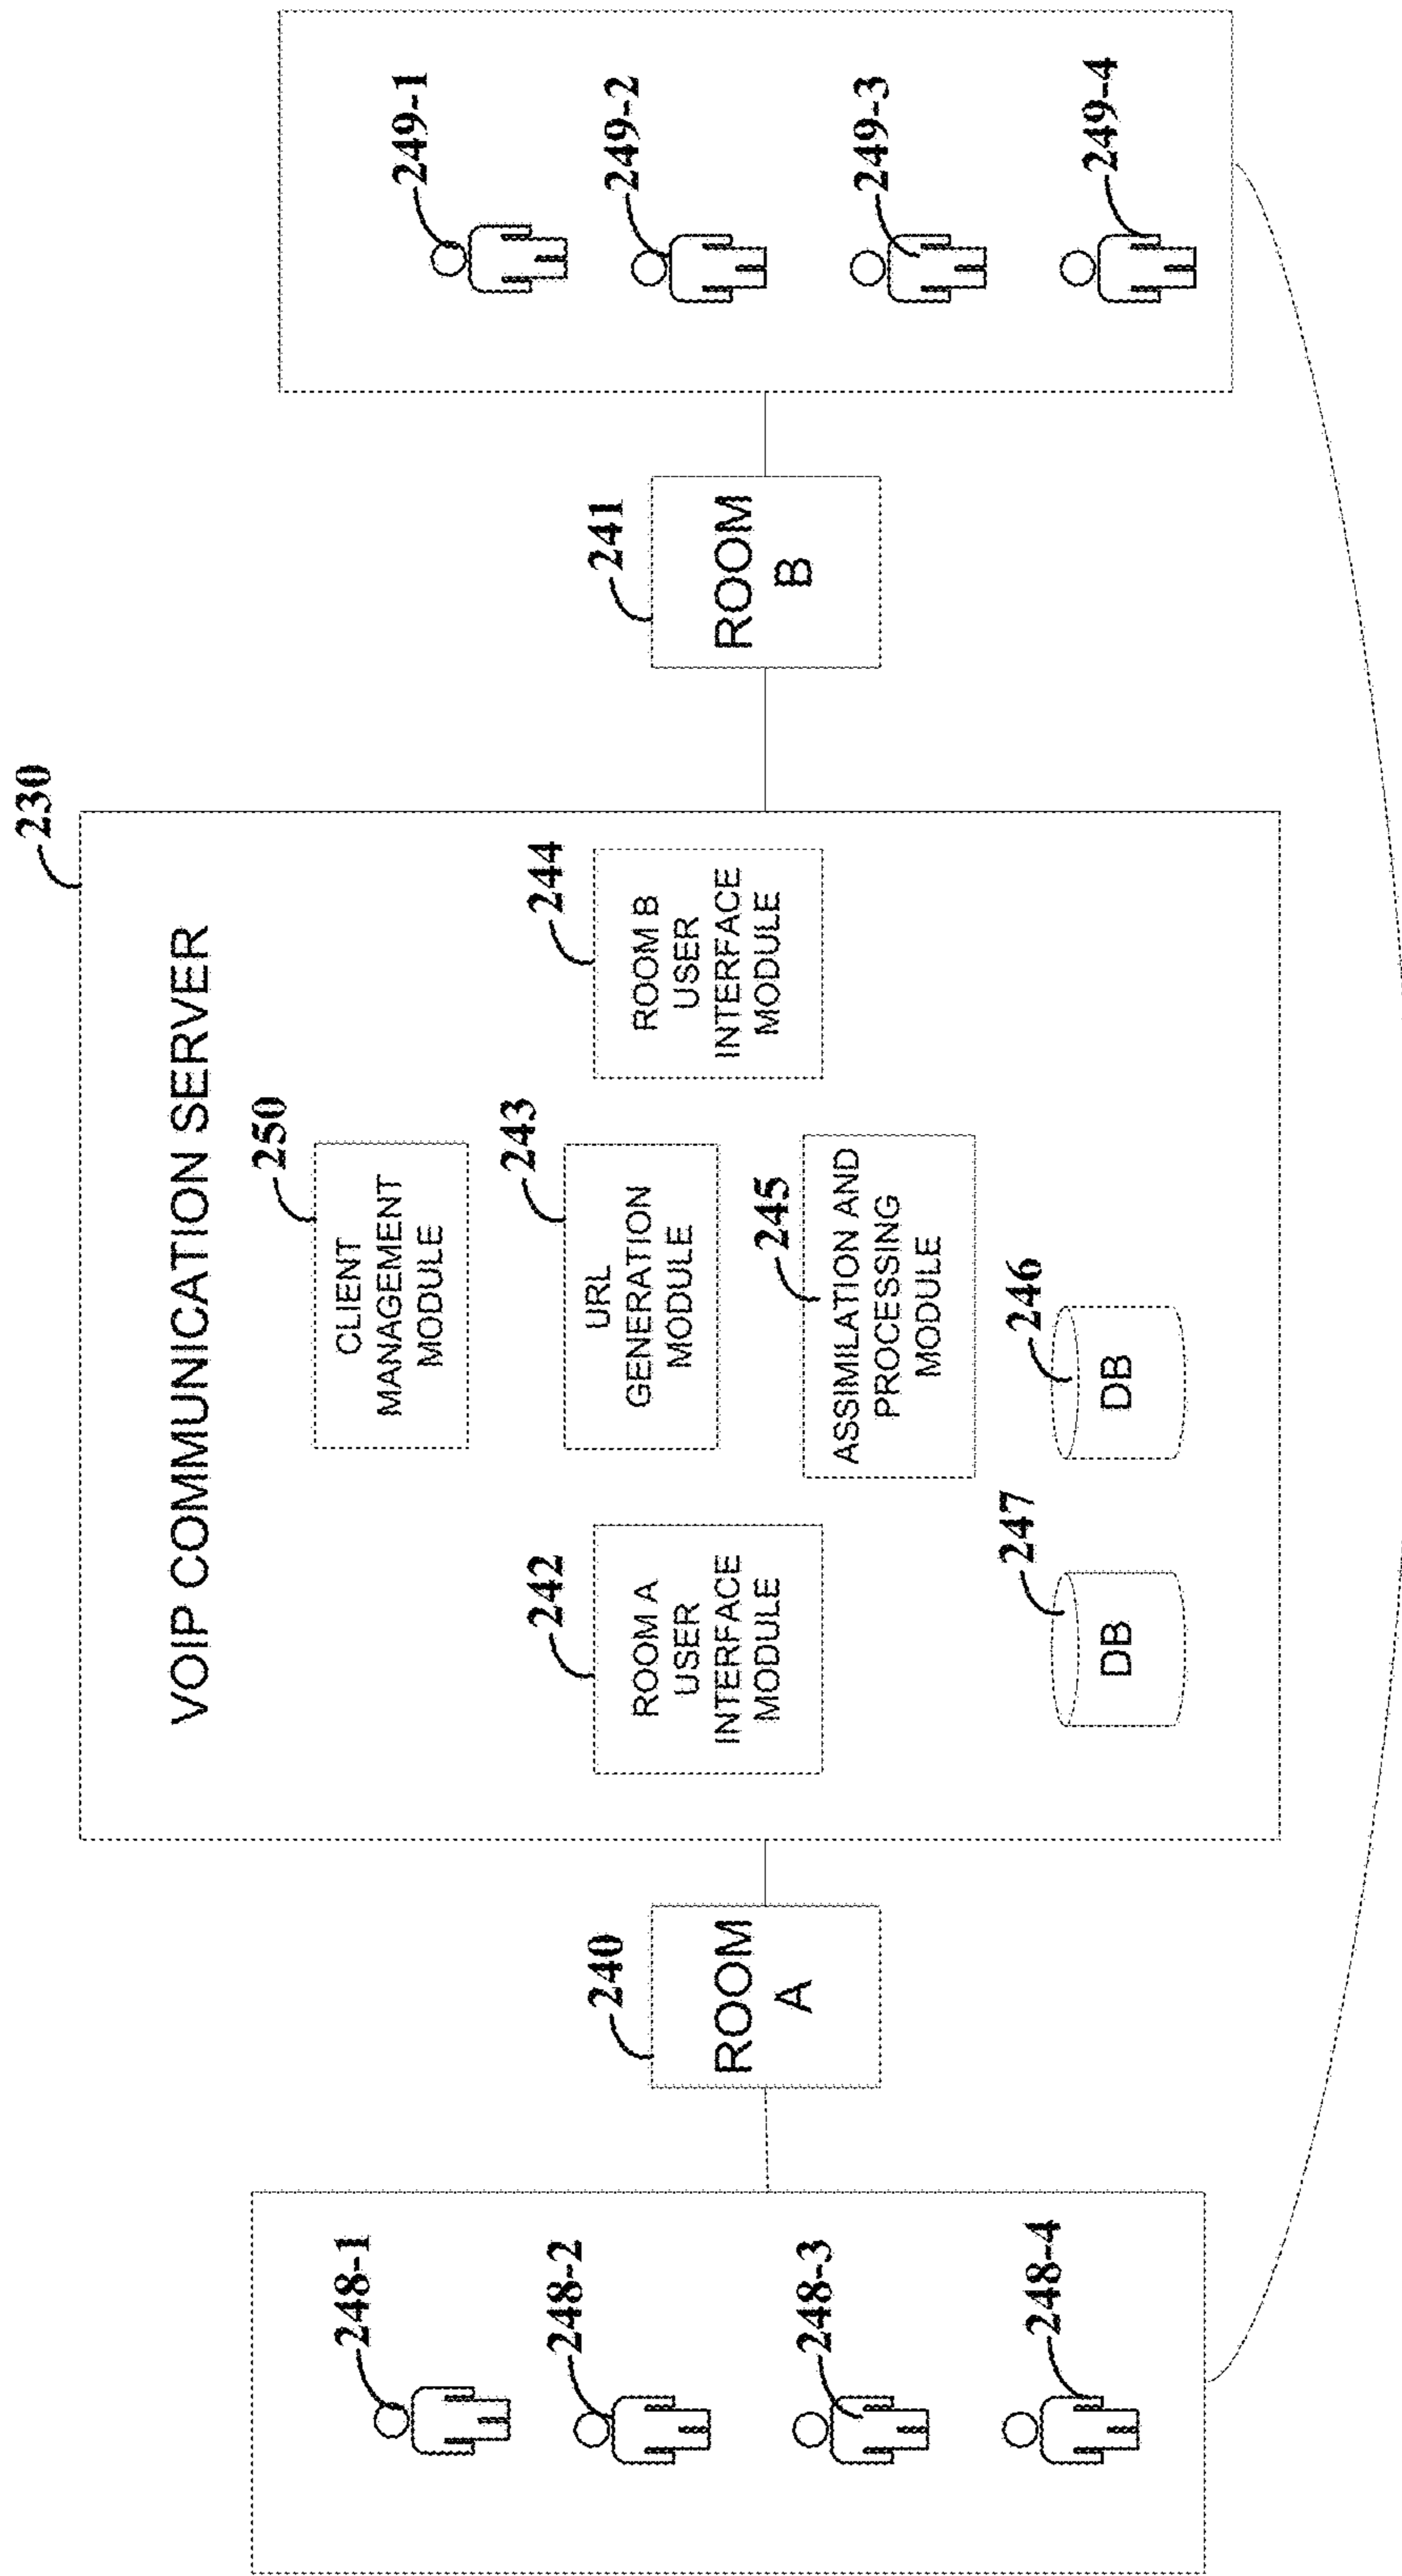 230
VOIP COMMUNICATION SERVER
250
CLIENT
MANAGEMENT
MODULE
248-1
248-2
248-3
248-4
240
ROOM
A
242
ROOM A
USER
INTERFACE
MODULE
243
URL
GENERATION
MODULE
244
ROOM B
USER
INTERFACE
MODULE
245
ASSIMILATION AND
PROCESSING
MODULE
247
DB
246
DB
241
ROOM
B
249-1
249-2
249-3
249-4